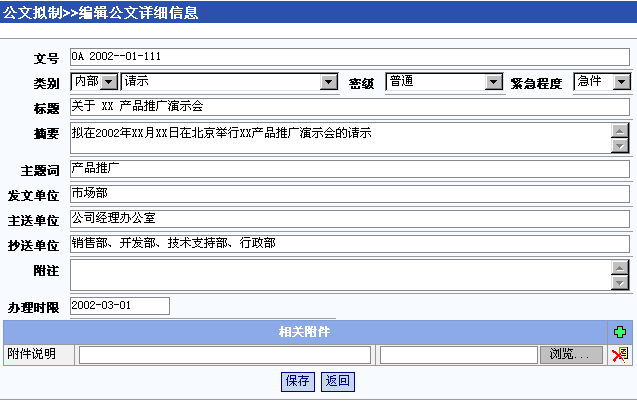 公文拟制>>编辑公文详细信息
文号 OA 2002--01-111
类别 内部 请示 密级 普通 紧急程度 急件
标题 关于 XX 产品推广演示会
摘要 拟在2002年XX月XX日在北京举行XX产品推广演示会的请示
主题词 产品推广
发文单位 市场部
主送单位 公司经理办公室
抄送单位 销售部、开发部、技术支持部、行政部
附注
办理时限 2002-03-01
相关附件
附件说明 浏览...
保存 返回